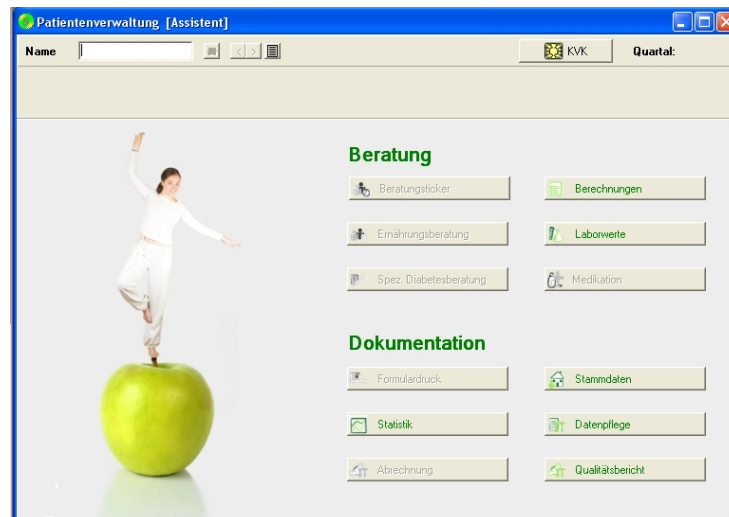 Patientenverwaltung [Assistent]
Name
KVK
Quartal:
Beratung
Beratungsticker
Berechnungen
Ernährungsberatung
Laborwerte
Spez. Diabetesberatung
Medikation
Dokumentation
Formulardruck
Stammdaten
Statistik
Datenpflege
Abrechnung
Qualitätsbericht